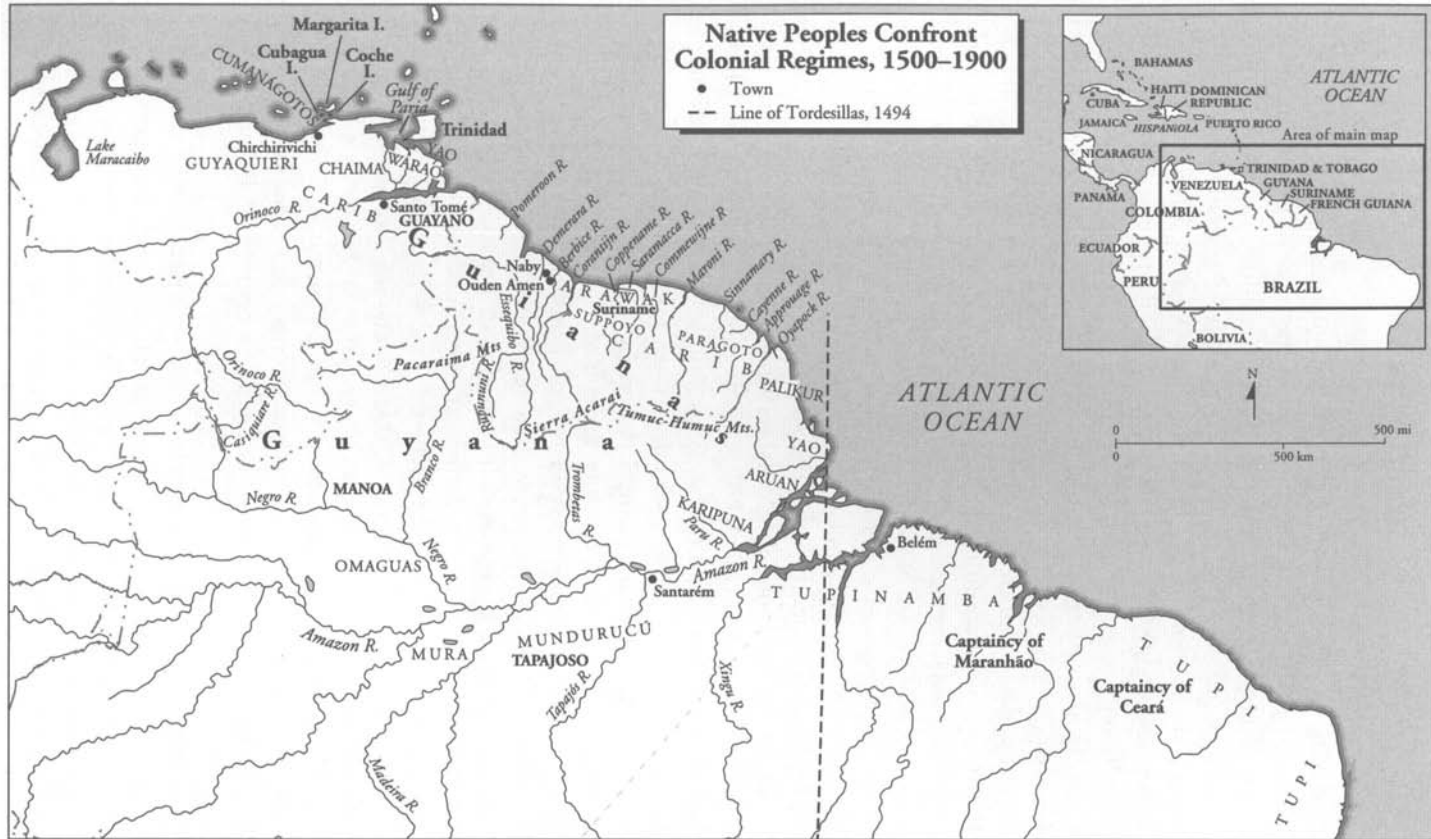 Native Peoples Confront
Colonial Regimes, 1500–1900
Town
Line of Tordesillas, 1494
Margarita I.
Cubagua
I.
Coche
I.
CUMANÁGOTOS
Gulf of
Paria
Trinidad
YAO
Lake
Maracaibo
Chirchirivichi
GUYAQUIERI
CHAIMA
WARAO
CARIB
Santo Tomé
GUAYANO
Orinoco R.
Pomeroon R.
Demerara R.
Berbice R.
Corantijn R.
Coppename R.
Saramacca R.
Commewijne R
Maroni R.
Sinnamary R.
Cayenne R.
Approuage R.
Oyapock R.
Naby
Ouden Amen
ARAWAK
Suriname
SUPPOYO
CARIB
PARAGOTO
PALIKUR
Guianas
Essequibo R.
Pacaraima Mts
Rupununi R.
Sierra Acarai
Tumuc-Humuc Mts.
Orinoco R.
Casiquiare R.
Guyañas
YAO
ARUAN
Negro R.
MANOA
Branco R.
Trombetas R.
KARIPUNA
Paru R.
OMAGUAS
Negro R.
Amazon R.
Santarém
Belém
TUPINAMBA
Amazon R.
MURA
MUNDURUCÚ
TAPAJOSO
Tapajós R.
Xingu R.
Madeira R.
Captaincy of
Maranhão
Captaincy of
Ceará
TUPI
TUPI
ATLANTIC
OCEAN
N
0
500 mi
0
500 km
BAHAMAS
ATLANTIC
OCEAN
CUBA
HAITI
DOMINICAN
REPUBLIC
JAMAICA
HISPANIOLA
PUERTO RICO
Area of main map
NICARAGUA
TRINIDAD & TOBAGO
VENEZUELA
GUYANA
PANAMA
SURINAME
COLOMBIA
FRENCH GUIANA
ECUADOR
PERU
BRAZIL
BOLIVIA